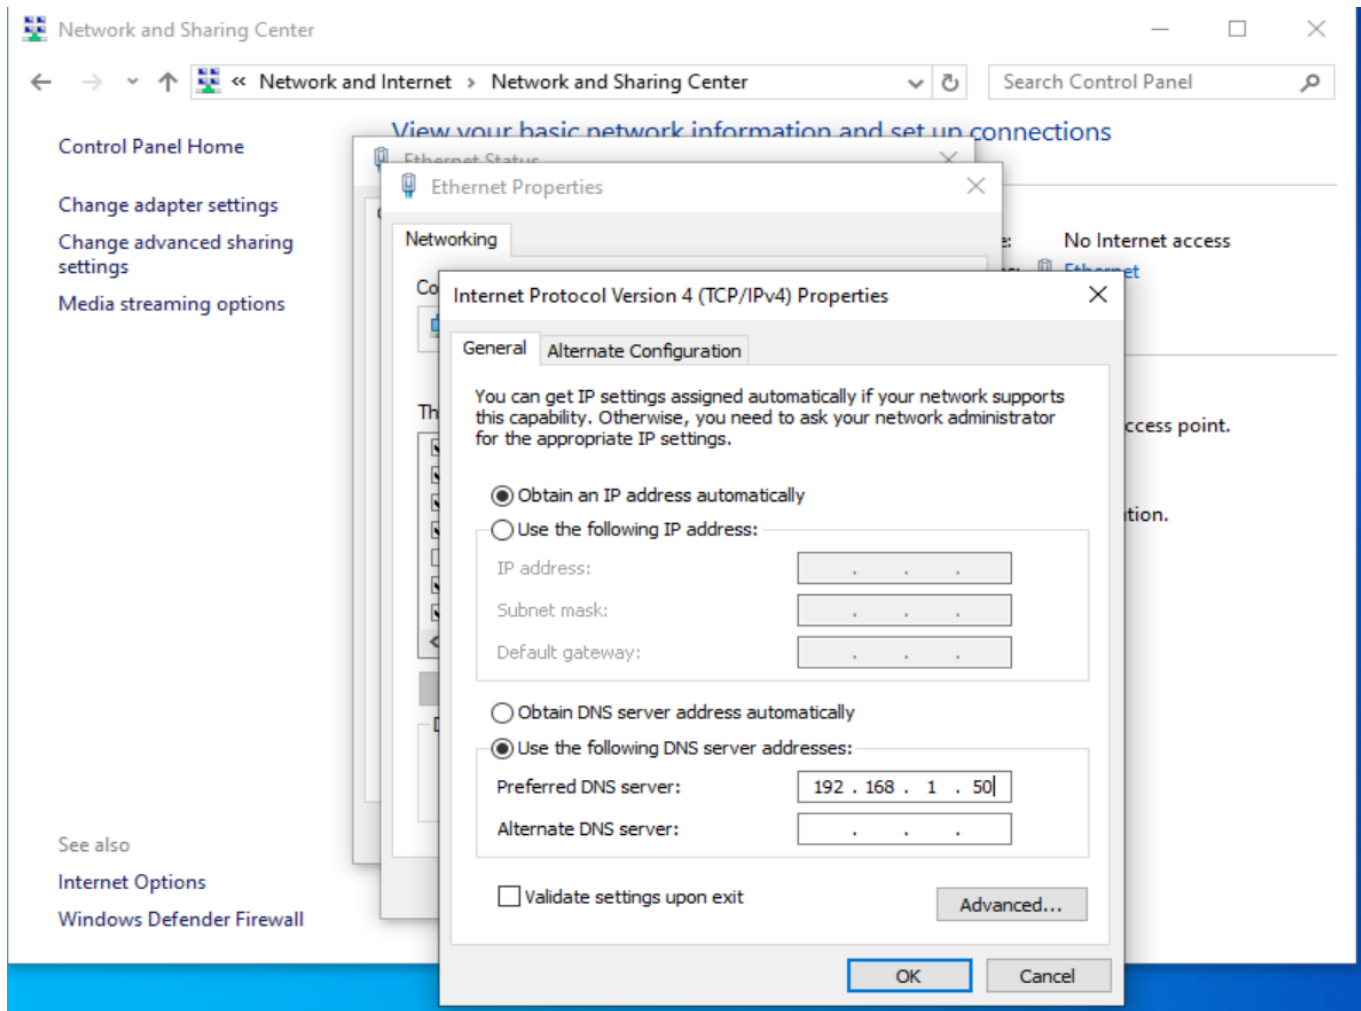 Network and Sharing Center
« Network and Internet > Network and Sharing Center
Search Control Panel
Control Panel Home
Change adapter settings
Change advanced sharing
settings
Media streaming options
See also
Internet Options
Windows Defender Firewall
View your basic network information and set up connections
No Internet access
Ethernet
ccess point.
tion.
Ethernet Status
Ethernet Properties
Networking
Co
Th
Internet Protocol Version 4 (TCP/IPv4) Properties
General
Alternate Configuration
You can get IP settings assigned automatically if your network supports
this capability. Otherwise, you need to ask your network administrator
for the appropriate IP settings.
Obtain an IP address automatically
Use the following IP address:
IP address:
. . .
Subnet mask:
. . .
Default gateway:
. . .
Obtain DNS server address automatically
Use the following DNS server addresses:
Preferred DNS server:
192 . 168 . 1 . 50
Alternate DNS server:
. . .
Validate settings upon exit
Advanced...
OK
Cancel